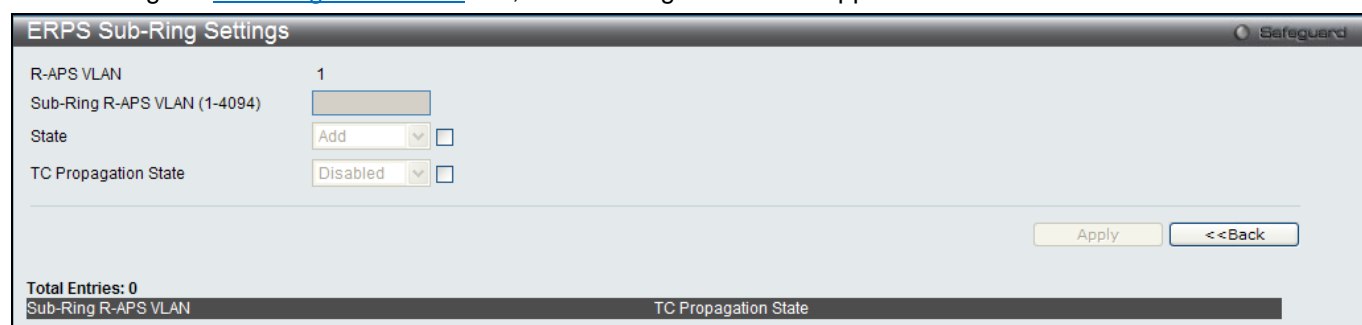 ERPS Sub-Ring Settings
Safeguard
R-APS VLAN 1
Sub-Ring R-APS VLAN (1-4094)
State Add
TC Propagation State Disabled
Apply <<Back
Total Entries: 0
Sub-Ring R-APS VLAN TC Propagation State